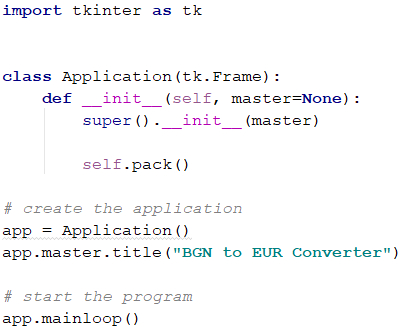 import tkinter as tk
class Application(tk.Frame):
    def __init__(self, master=None):
        super().__init__(master)
        self.pack()
# create the application
app = Application()
app.master.title("BGN to EUR Converter")
# start the program
app.mainloop()